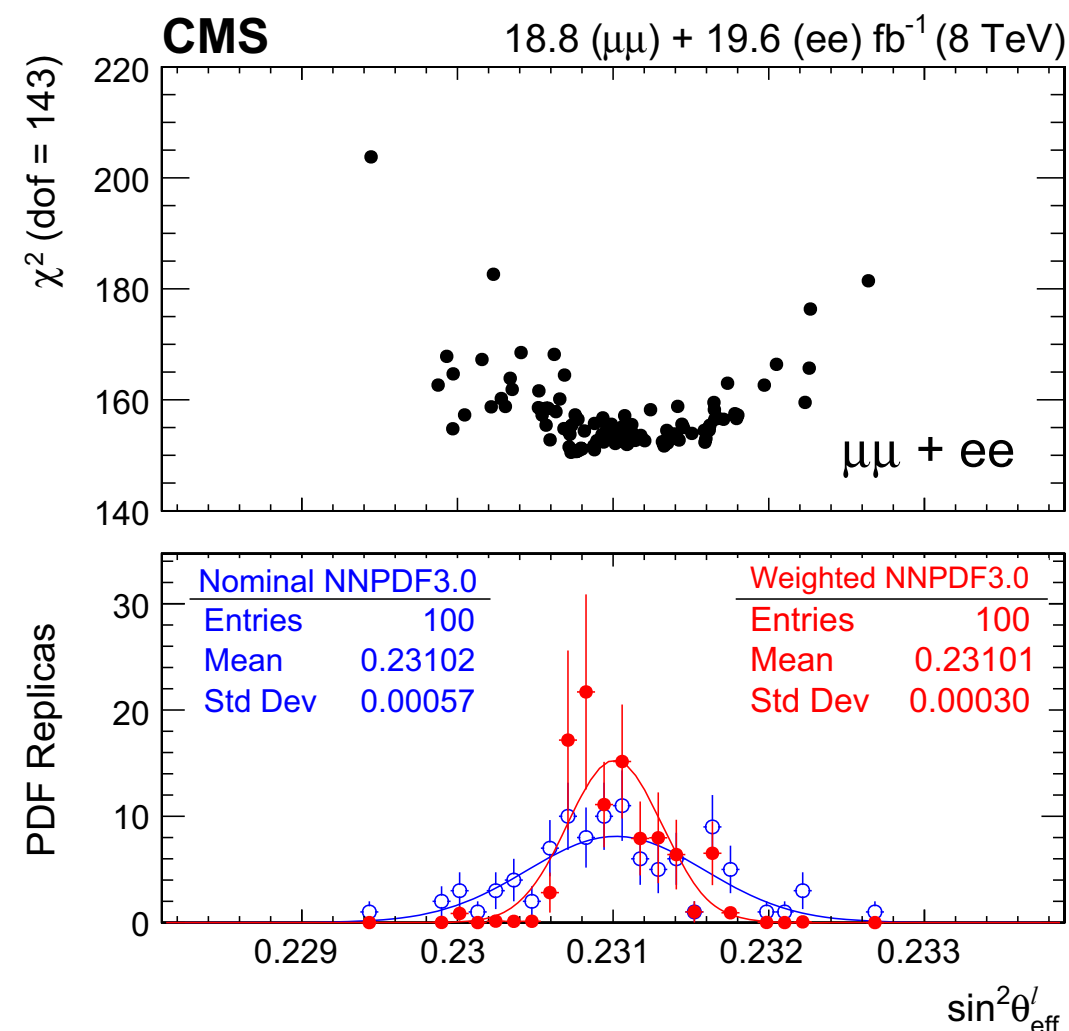 CMS 18.8 (μμ) + 19.6 (ee) fb⁻¹ (8 TeV)
χ² (dof = 143)
220
200
180
160
140
μμ + ee
PDF Replicas
30
20
10
0
Nominal NNPDF3.0
Entries 100
Mean 0.23102
Std Dev 0.00057
Weighted NNPDF3.0
Entries 100
Mean 0.23101
Std Dev 0.00030
0.229 0.23 0.231 0.232 0.233
sin²θˡeff